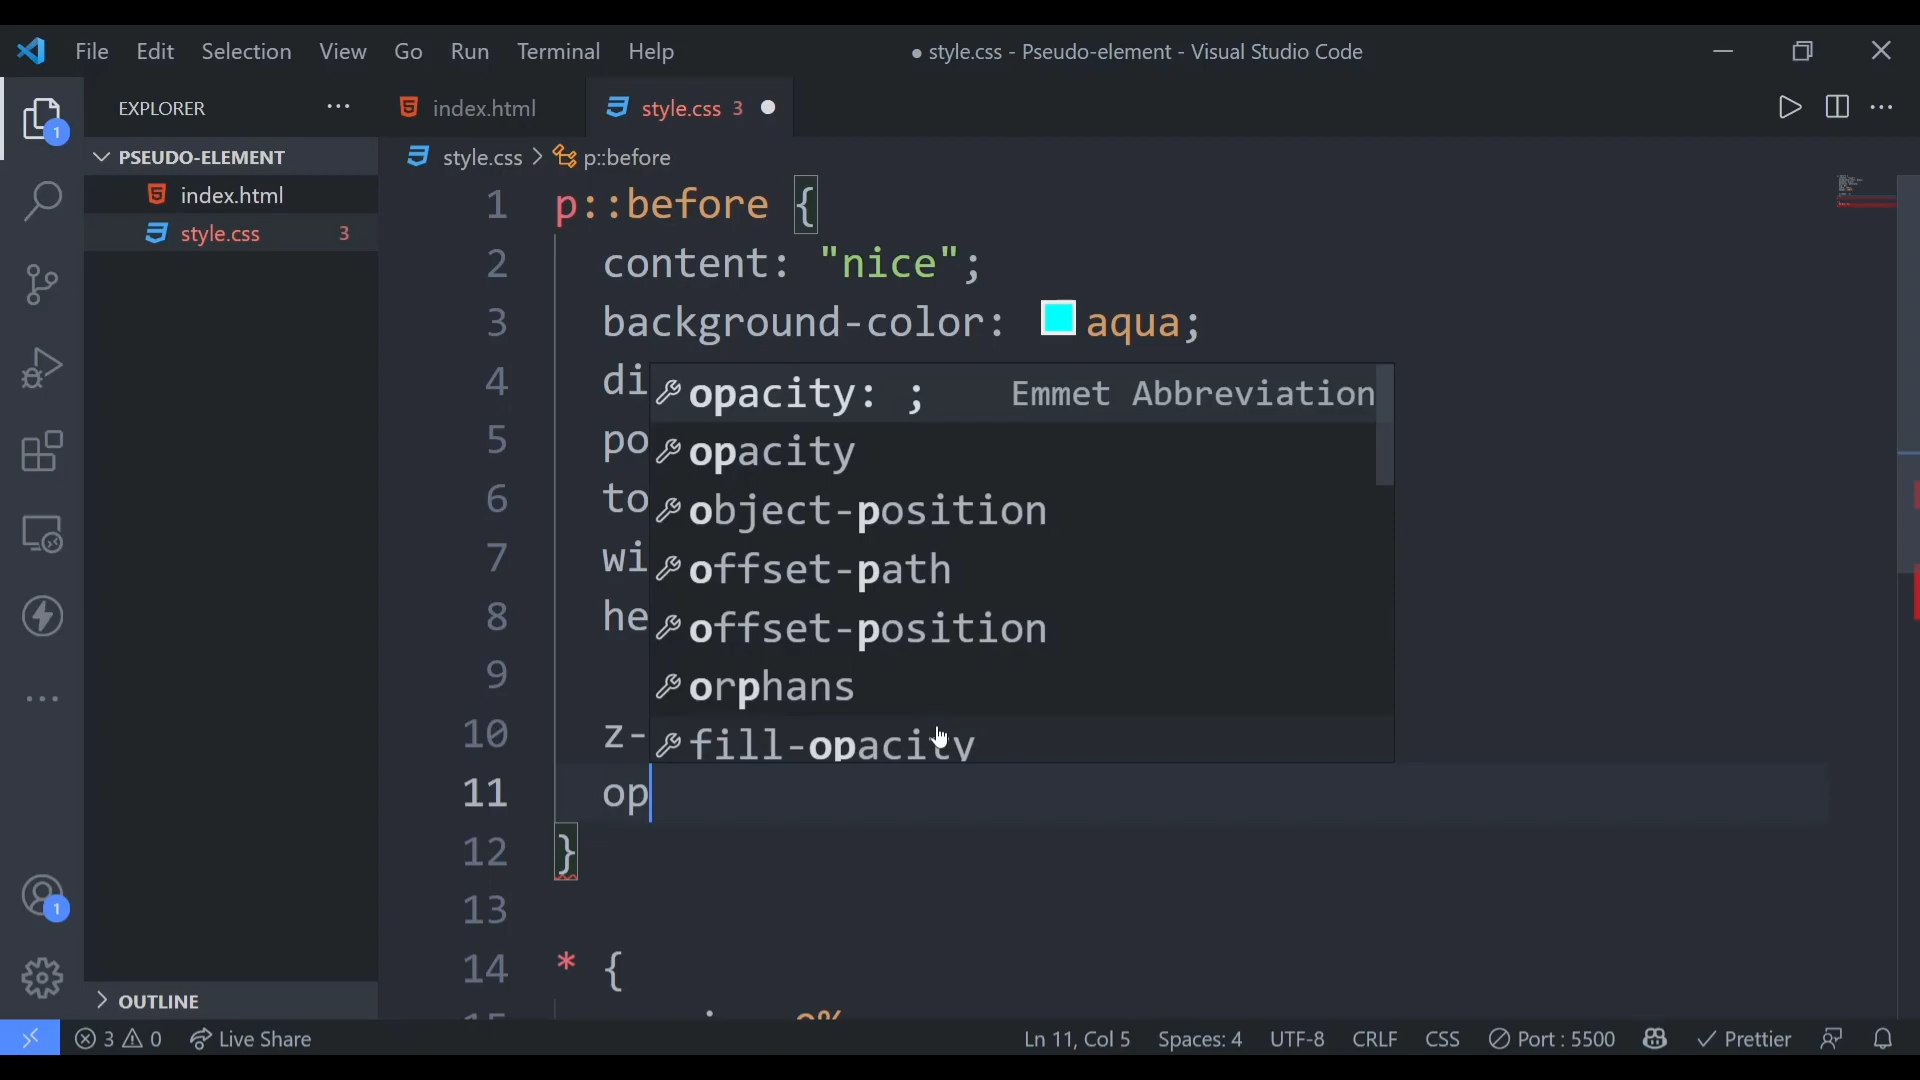 File Edit Selection View Go Run Terminal Help
● style.css - Pseudo-element - Visual Studio Code
EXPLORER ···
index.html
style.css 3
PSEUDO-ELEMENT
index.html
style.css 3
style.css > p::before
1 p::before {
2 content: "nice";
3 background-color: aqua;
4 di
5 po
6 to
7 wi
8 he
9
10 z-
11 op
12 }
13
14 * {
opacity: ; Emmet Abbreviation
opacity
object-position
offset-path
offset-position
orphans
fill-opacity
1
1
OUTLINE
3 0 Live Share
Ln 11, Col 5 Spaces: 4 UTF-8 CRLF CSS Port : 5500 Prettier